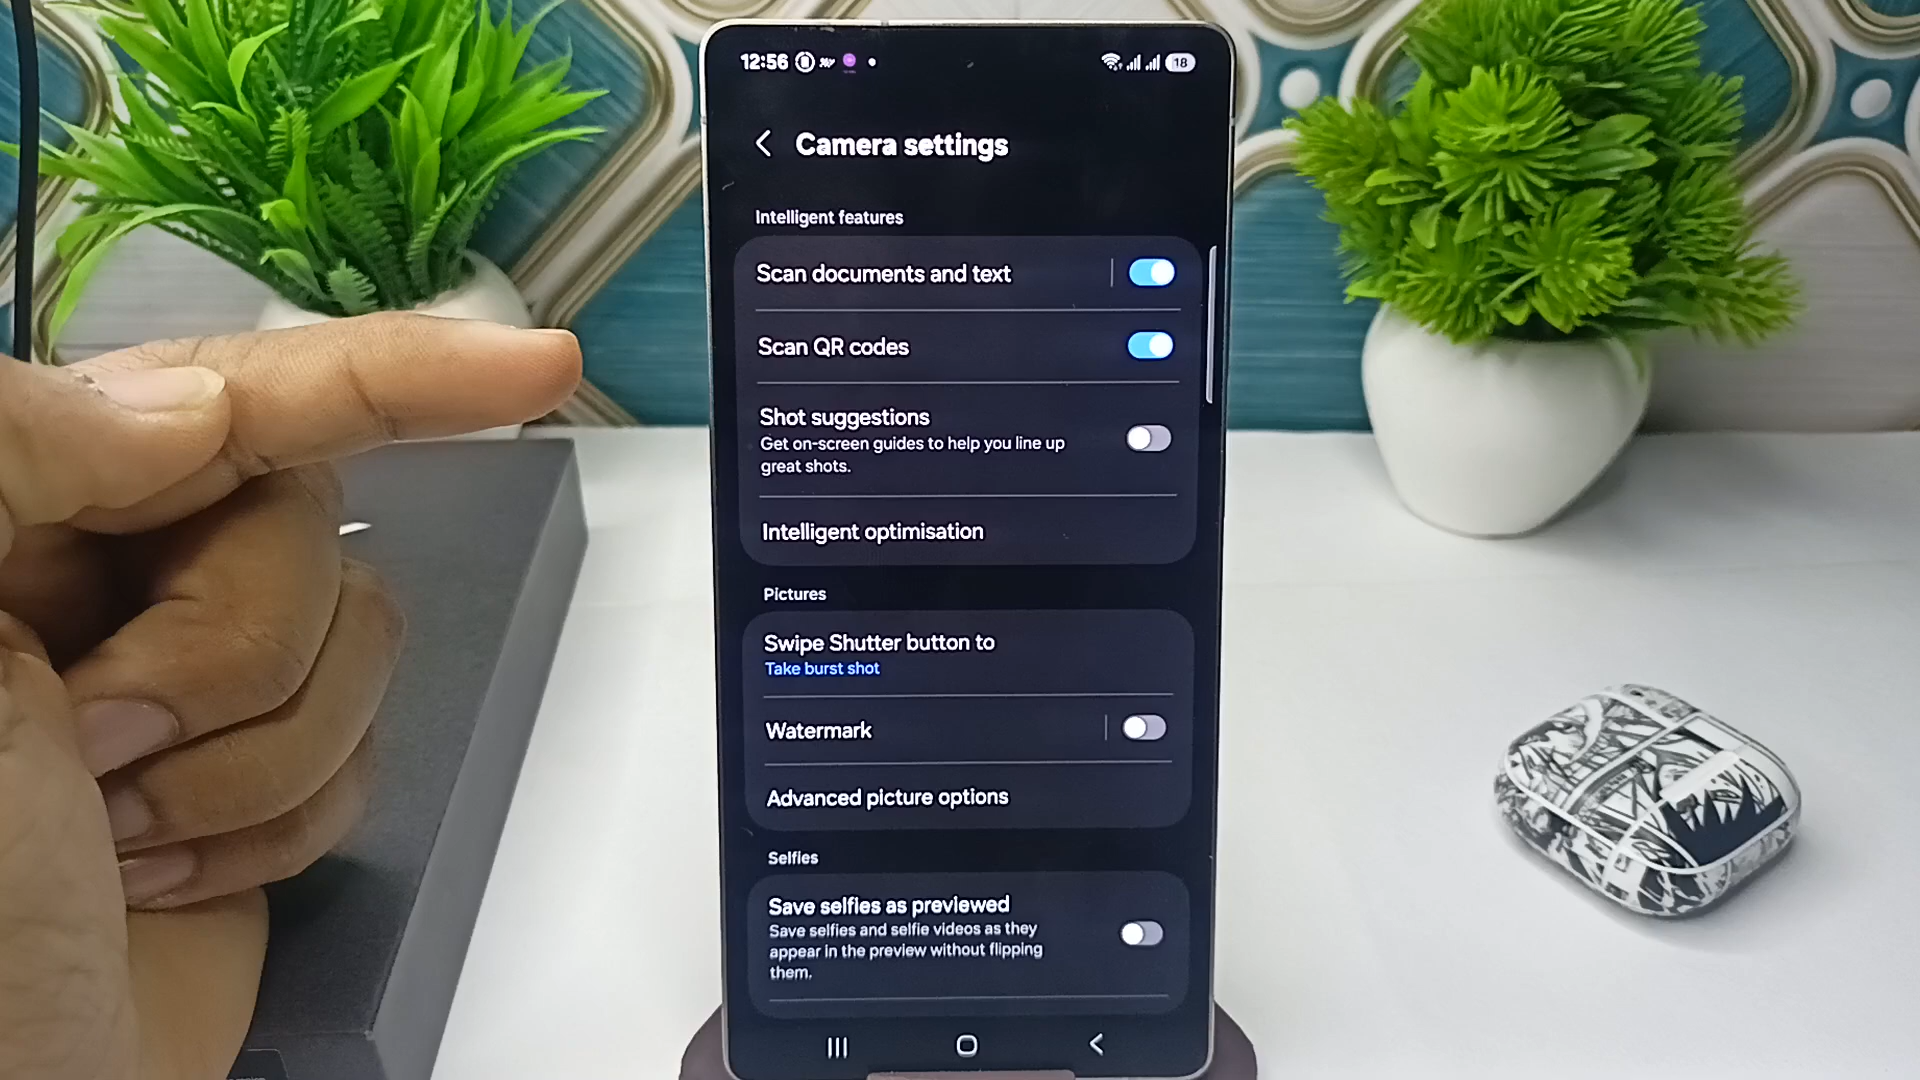 12:56
18
Camera settings
Intelligent features
Scan documents and text
Scan QR codes
Shot suggestions
Get on-screen guides to help you line up
great shots.
Intelligent optimisation
Pictures
Swipe Shutter button to
Take burst shot
Watermark
Advanced picture options
Selfies
Save selfies as previewed
Save selfies and selfie videos as they
appear in the preview without flipping
them.